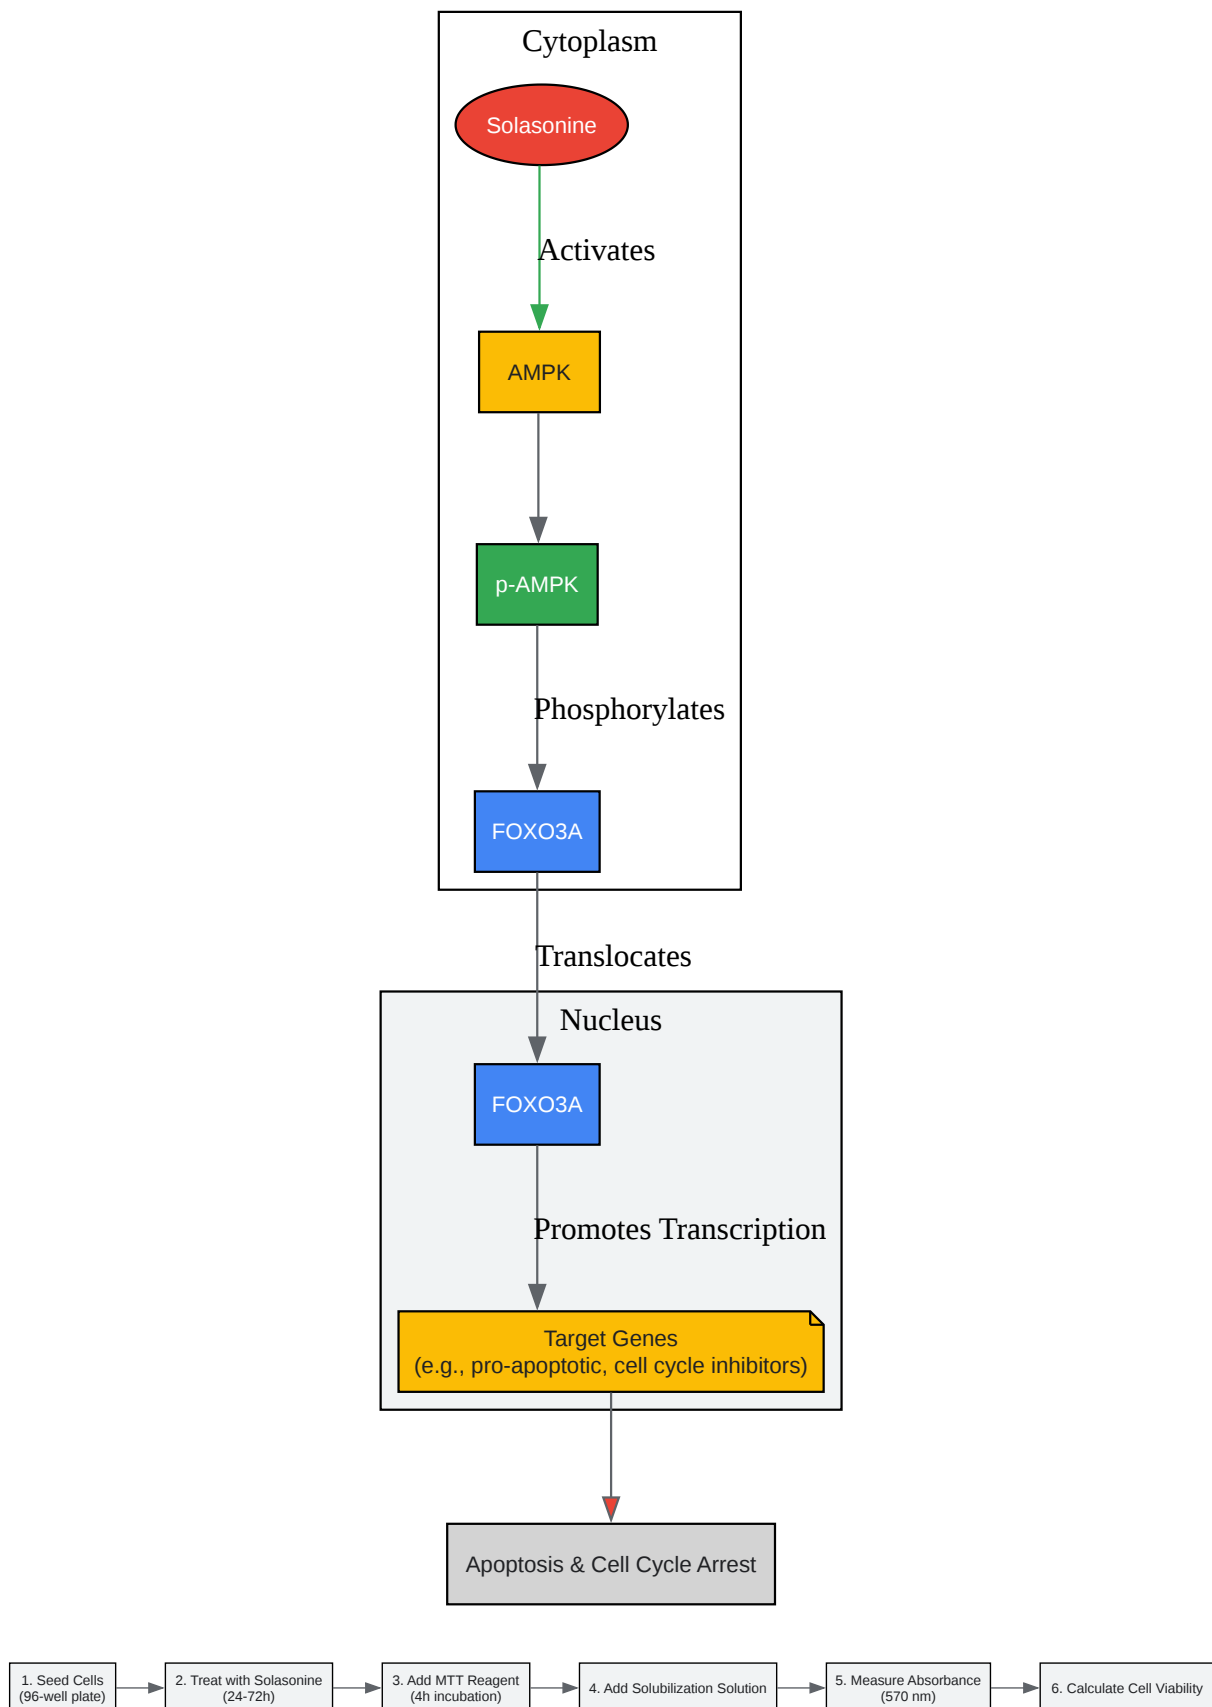 Cytoplasm
Solasonine
Activates
AMPK
p-AMPK
Phosphorylates
FOXO3A
Translocates
Nucleus
FOXO3A
Promotes Transcription
Target Genes
(e.g., pro-apoptotic, cell cycle inhibitors)
Apoptosis & Cell Cycle Arrest
1. Seed Cells
(96-well plate)
2. Treat with Solasonine
(24-72h)
3. Add MTT Reagent
(4h incubation)
4. Add Solubilization Solution
5. Measure Absorbance
(570 nm)
6. Calculate Cell Viability